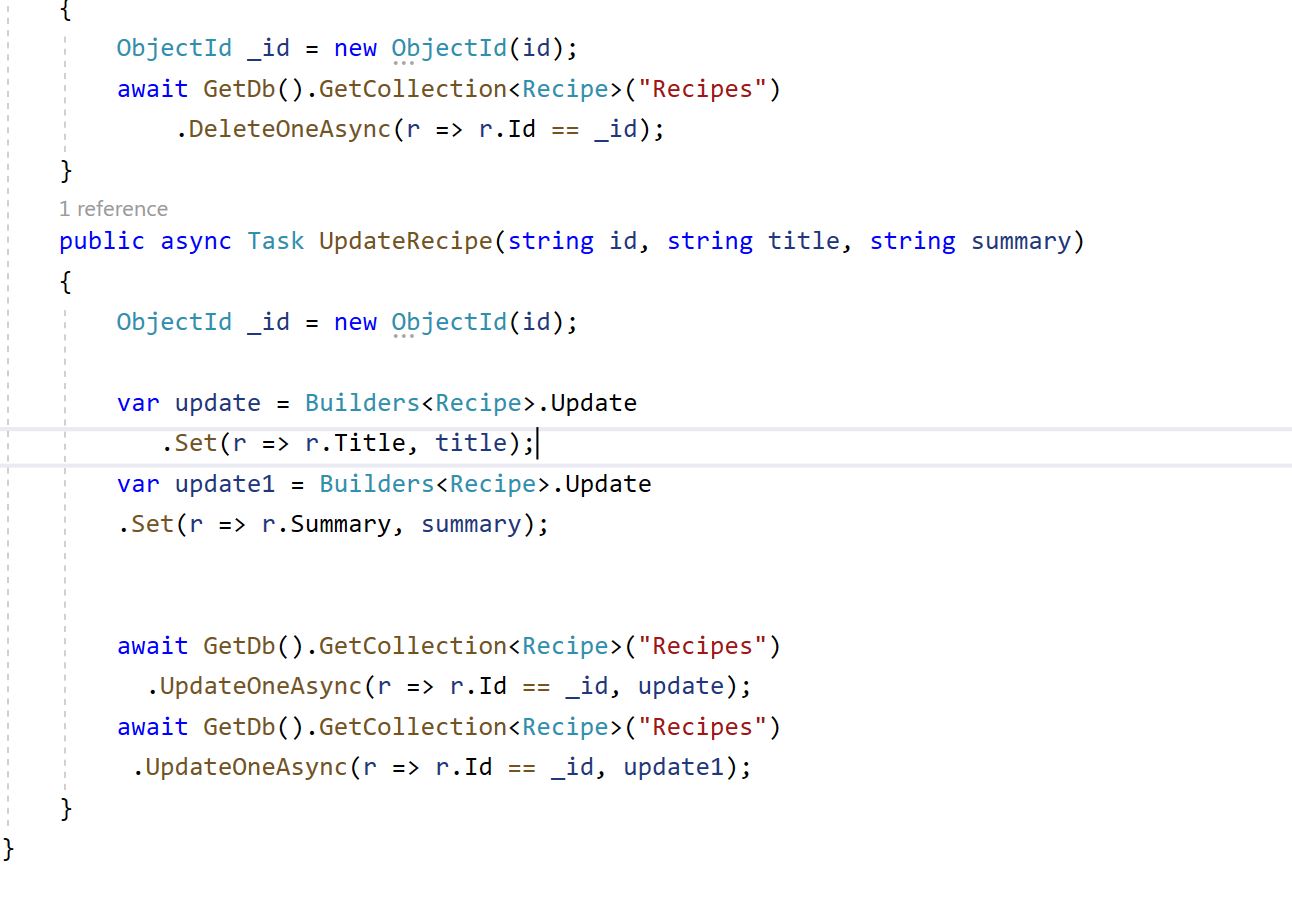 {
ObjectId _id = new ObjectId(id);
await GetDb().GetCollection<Recipe>("Recipes")
.DeleteOneAsync(r => r.Id == _id);
}
1 reference
public async Task UpdateRecipe(string id, string title, string summary)
{
ObjectId _id = new ObjectId(id);
var update = Builders<Recipe>.Update
.Set(r => r.Title, title);
var update1 = Builders<Recipe>.Update
.Set(r => r.Summary, summary);
await GetDb().GetCollection<Recipe>("Recipes")
.UpdateOneAsync(r => r.Id == _id, update);
await GetDb().GetCollection<Recipe>("Recipes")
.UpdateOneAsync(r => r.Id == _id, update1);
}
}